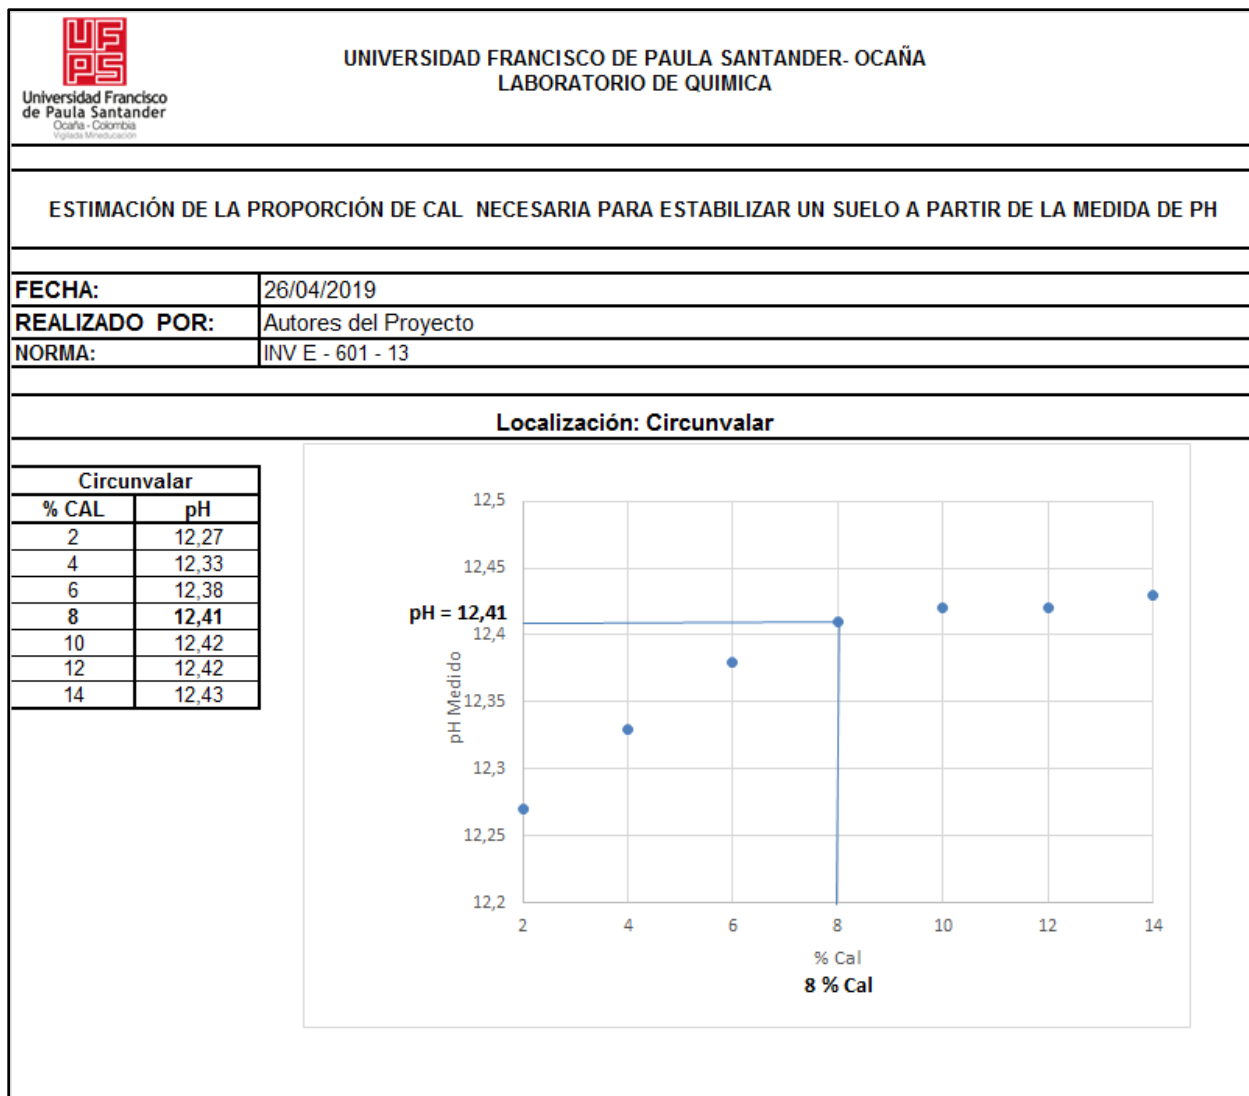 UFPS
Universidad Francisco
de Paula Santander
Ocaña - Colombia
Vigilada Mineducación
UNIVERSIDAD FRANCISCO DE PAULA SANTANDER- OCAÑA
LABORATORIO DE QUIMICA
ESTIMACIÓN DE LA PROPORCIÓN DE CAL NECESARIA PARA ESTABILIZAR UN SUELO A PARTIR DE LA MEDIDA DE PH
FECHA: 26/04/2019
REALIZADO POR: Autores del Proyecto
NORMA: INV E - 601 - 13
Localización: Circunvalar
Circunvalar
% CAL pH
2 12,27
4 12,33
6 12,38
8 12,41
10 12,42
12 12,42
14 12,43
12,5
12,45
pH = 12,41
12,4
12,35
12,3
12,25
12,2
pH Medido
2 4 6 8 10 12 14
% Cal
8 % Cal